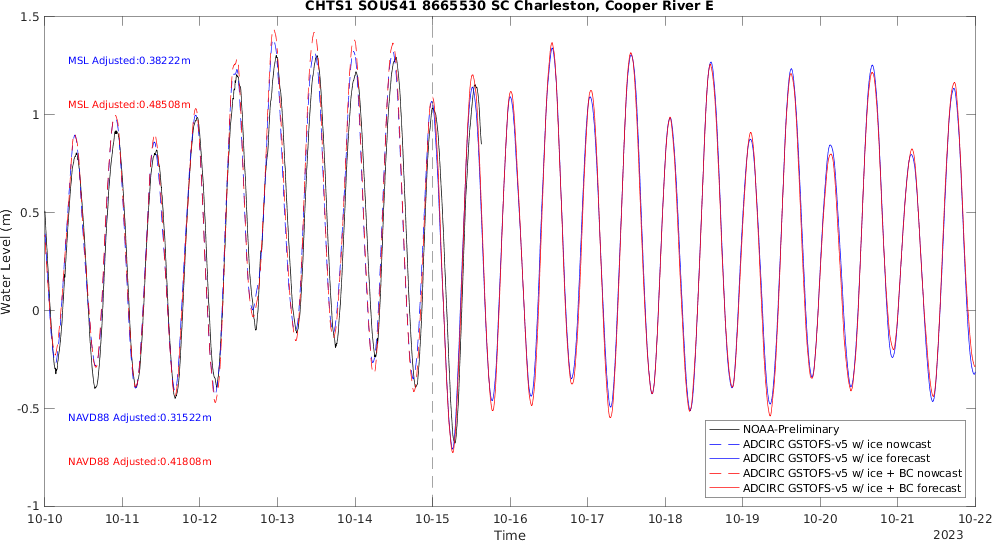 CHTS1 SOUS41 8665530 SC Charleston, Cooper River E
1.5
1
0.5
0
-0.5
-1
Water Level (m)
MSL Adjusted:0.38222m
MSL Adjusted:0.48508m
NAVD88 Adjusted:0.31522m
NAVD88 Adjusted:0.41808m
NOAA-Preliminary
ADCIRC GSTOFS-v5 w/ ice nowcast
ADCIRC GSTOFS-v5 w/ ice forecast
ADCIRC GSTOFS-v5 w/ ice + BC nowcast
ADCIRC GSTOFS-v5 w/ ice + BC forecast
10-10 10-11 10-12 10-13 10-14 10-15 10-16 10-17 10-18 10-19 10-20 10-21 10-22
Time
2023